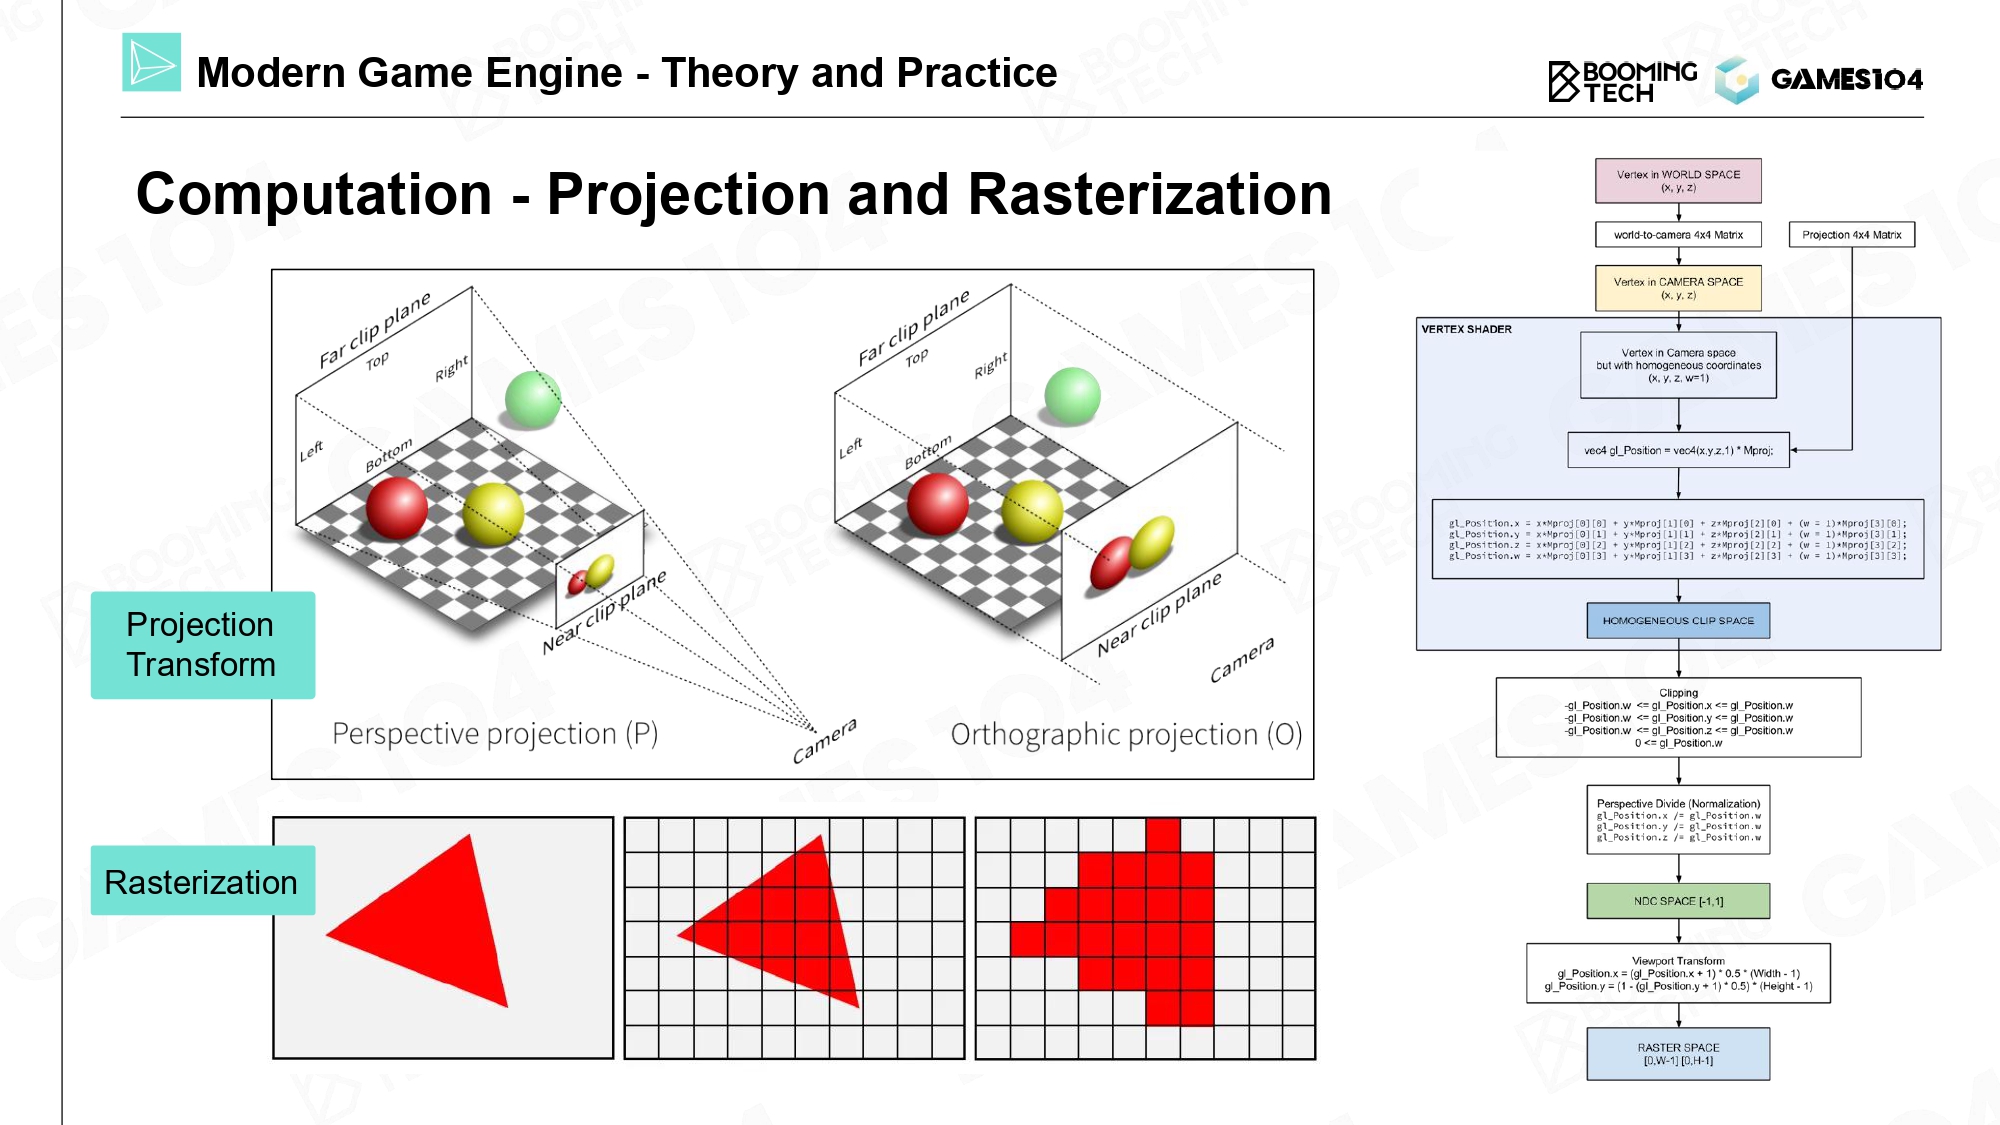 Modern Game Engine - Theory and Practice
BOOMING
TECH
GAMES104
Computation - Projection and Rasterization
Far clip plane
Top
Right
Left
Bottom
Near clip plane
Camera
Perspective projection (P)
Far clip plane
Top
Right
Left
Bottom
Near clip plane
Camera
Orthographic projection (O)
Projection
Transform
Rasterization
Vertex in WORLD SPACE
(x, y, z)
world-to-camera 4x4 Matrix
Projection 4x4 Matrix
Vertex in CAMERA SPACE
(x, y, z)
VERTEX SHADER
Vertex in Camera space
but with homogeneous coordinates
(x, y, z, w=1)
vec4 gl_Position = vec4(x,y,z,1) * Mproj;
gl_Position.x = x*Mproj[0][0] + y*Mproj[1][0] + z*Mproj[2][0] + (w = 1)*Mproj[3][0];
gl_Position.y = x*Mproj[0][1] + y*Mproj[1][1] + z*Mproj[2][1] + (w = 1)*Mproj[3][1];
gl_Position.z = x*Mproj[0][2] + y*Mproj[1][2] + z*Mproj[2][2] + (w = 1)*Mproj[3][2];
gl_Position.w = x*Mproj[0][3] + y*Mproj[1][3] + z*Mproj[2][3] + (w = 1)*Mproj[3][3];
HOMOGENEOUS CLIP SPACE
Clipping
-gl_Position.w <= gl_Position.x <= gl_Position.w
-gl_Position.w <= gl_Position.y <= gl_Position.w
-gl_Position.w <= gl_Position.z <= gl_Position.w
0 <= gl_Position.w
Perspective Divide (Normalization)
gl_Position.x /= gl_Position.w
gl_Position.y /= gl_Position.w
gl_Position.z /= gl_Position.w
NDC SPACE [-1,1]
Viewport Transform
gl_Position.x = (gl_Position.x + 1) * 0.5 * (Width - 1)
gl_Position.y = (1 - (gl_Position.y + 1) * 0.5) * (Height - 1)
RASTER SPACE
[0,W-1] [0,H-1]